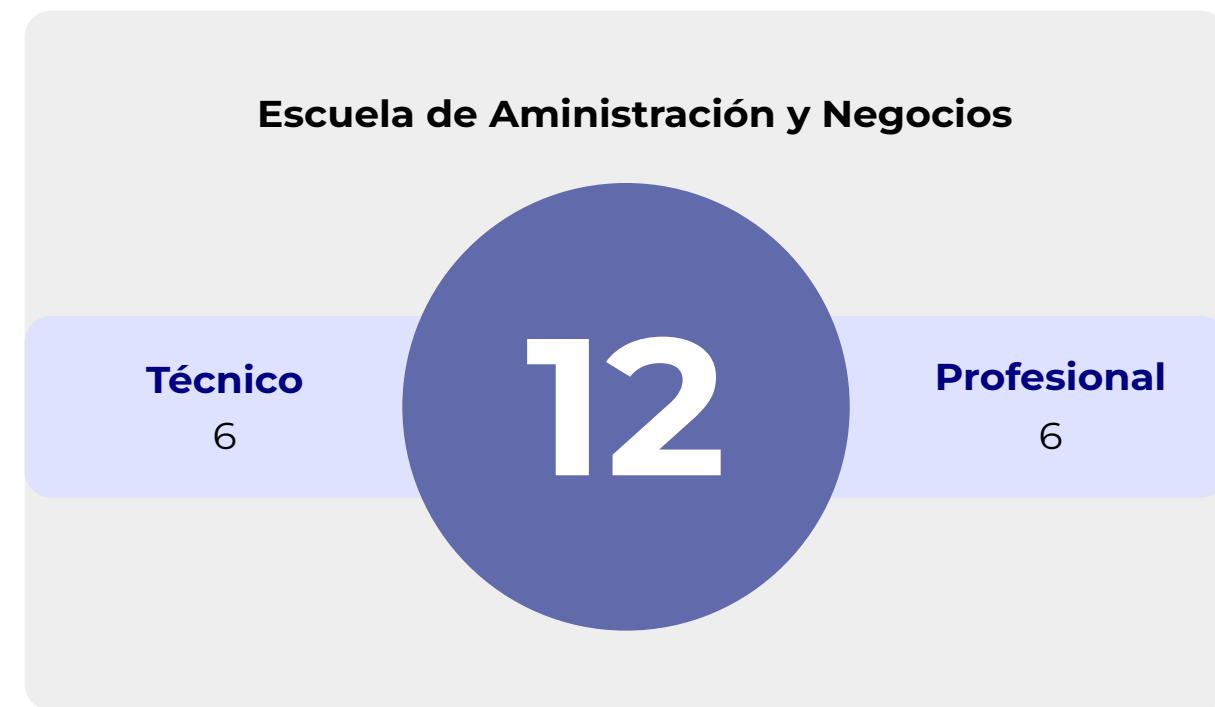 Escuela de Aministración y Negocios
Técnico
6
12
Profesional
6